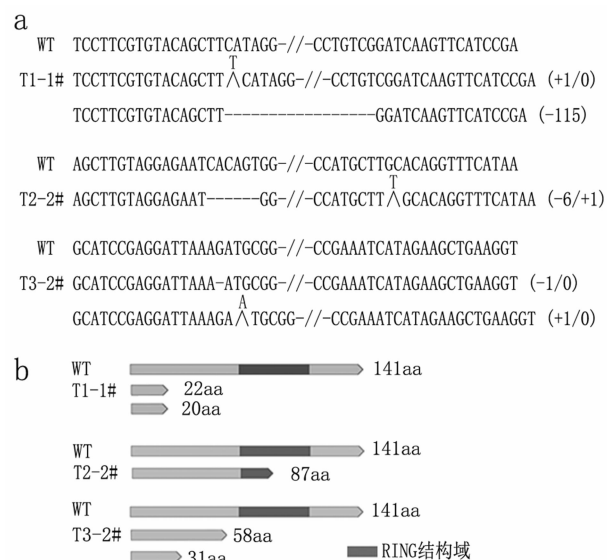 a
WT TCCTTCGTGTACAGCTTCATAGG-//-CCTGTCGGATCAAGTTCATCCGA
T
T1-1# TCCTTCGTGTACAGCTT∧CATAGG-//-CCTGTCGGATCAAGTTCATCCGA (+1/0)
TCCTTCGTGTACAGCTT-----------------GGATCAAGTTCATCCGA (-115)
WT AGCTTGTAGGAGAATCACAGTGG-//-CCATGCTTGCACAGGTTTCATAA
T
T2-2# AGCTTGTAGGAGAAT------GG-//-CCATGCTT∧GCACAGGTTTCATAA (-6/+1)
WT GCATCCGAGGATTAAAGATGCGG-//-CCGAAATCATAGAAGCTGAAGGT
T3-2# GCATCCGAGGATTAAA-ATGCGG-//-CCGAAATCATAGAAGCTGAAGGT (-1/0)
A
GCATCCGAGGATTAAAGA∧TGCGG-//-CCGAAATCATAGAAGCTGAAGGT (+1/0)
b
WT 141aa
T1-1# 22aa
20aa
WT 141aa
T2-2# 87aa
WT 141aa
T3-2# 58aa
31aa RING结构域